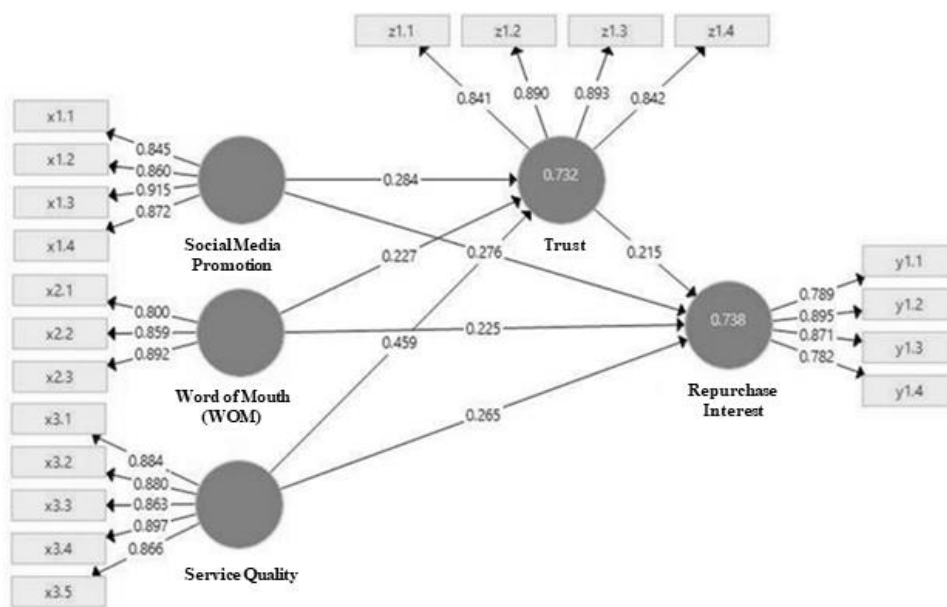 z1.1
z1.2
z1.3
z1.4
0.841
0.890
0.893
0.842
x1.1
x1.2
x1.3
x1.4
0.845
0.860
0.915
0.872
Social Media
Promotion
0.284
0.732
Trust
0.227
0.276
0.215
x2.1
x2.2
x2.3
0.800
0.859
0.892
Word of Mouth
(WOM)
0.225
0.459
0.738
Repurchase
Interest
0.789
0.895
0.871
0.782
y1.1
y1.2
y1.3
y1.4
0.265
x3.1
x3.2
x3.3
x3.4
x3.5
0.884
0.880
0.863
0.897
0.866
Service Quality